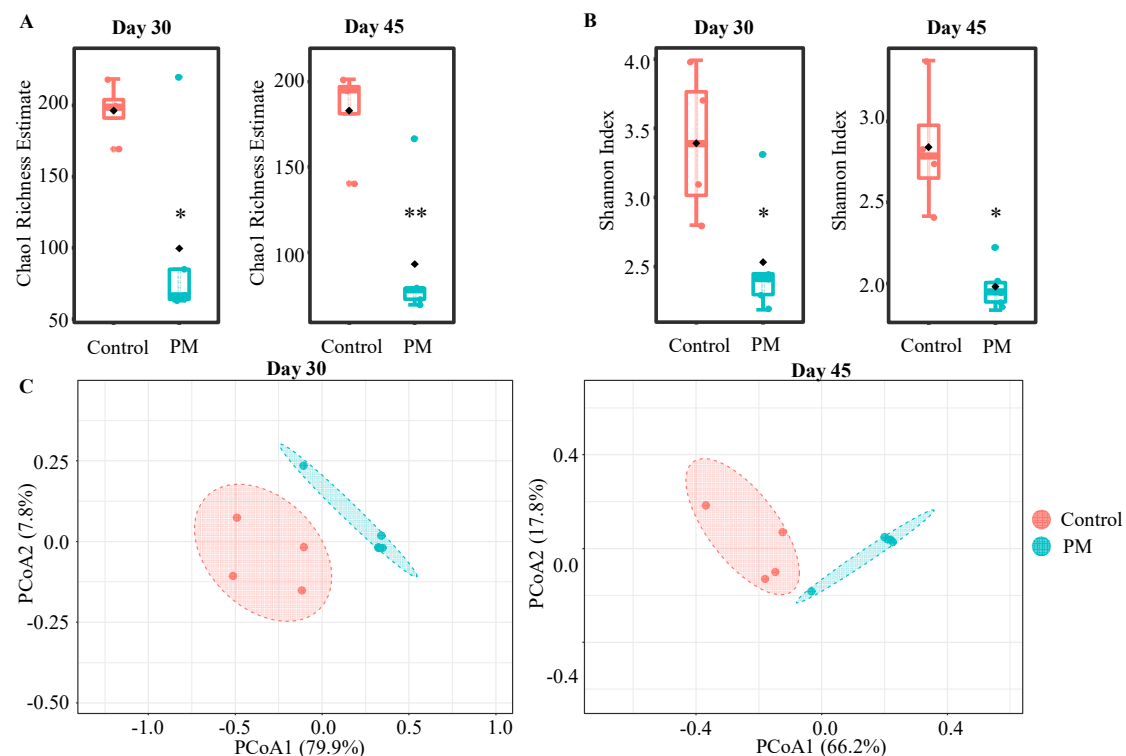 A
Day 30
Day 45
Chao1 Richness Estimate
200
150
100
50
*
Control
PM
Chao1 Richness Estimate
200
150
100
**
Control
PM
B
Day 30
Day 45
Shannon Index
4.0
3.5
3.0
2.5
*
Control
PM
Shannon Index
3.0
2.0
2.0
*
Control
PM
C
Day 30
PCoA2 (7.8%)
0.25
0.0
-0.25
-0.50
-1.0
-0.5
0.0
0.5
1.0
PCoA1 (79.9%)
Day 45
PCoA2 (17.8%)
0.4
0.0
-0.4
-0.4
0.0
0.4
PCoA1 (66.2%)
Control
PM